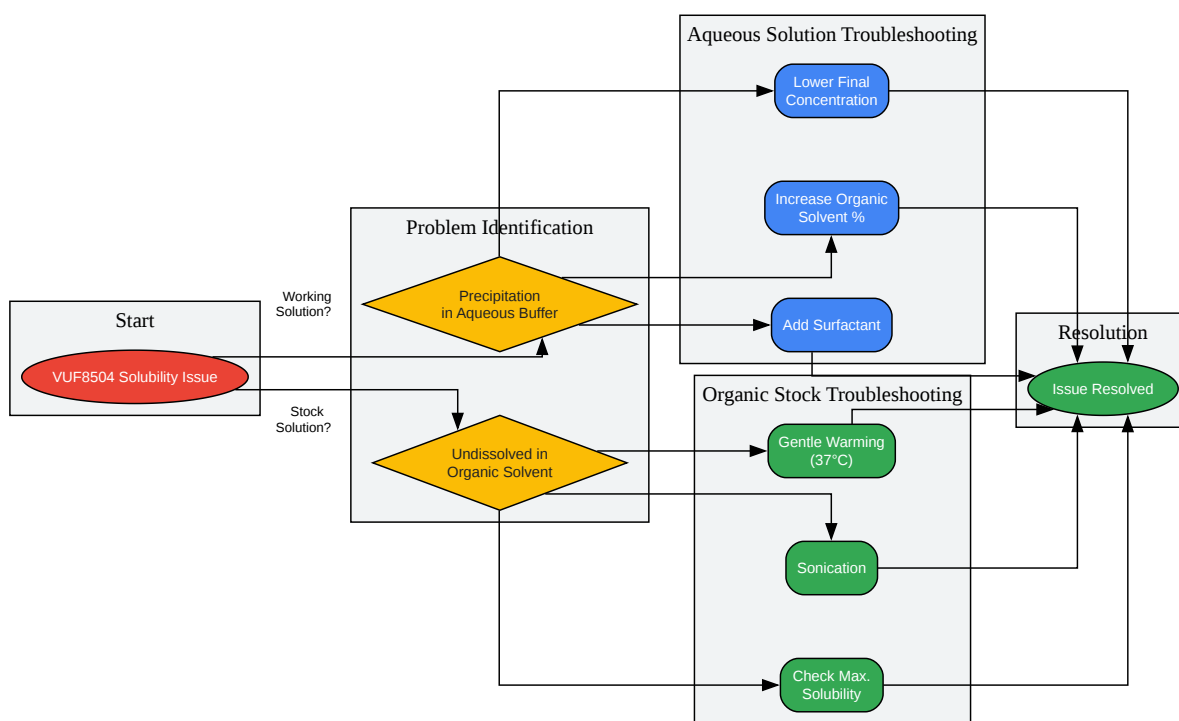 Start
VUF8504 Solubility Issue
Working
Solution?
Stock
Solution?
Problem Identification
Precipitation
in Aqueous Buffer
Undissolved in
Organic Solvent
Aqueous Solution Troubleshooting
Lower Final
Concentration
Increase Organic
Solvent %
Add Surfactant
Organic Stock Troubleshooting
Gentle Warming
(37°C)
Sonication
Check Max.
Solubility
Resolution
Issue Resolved